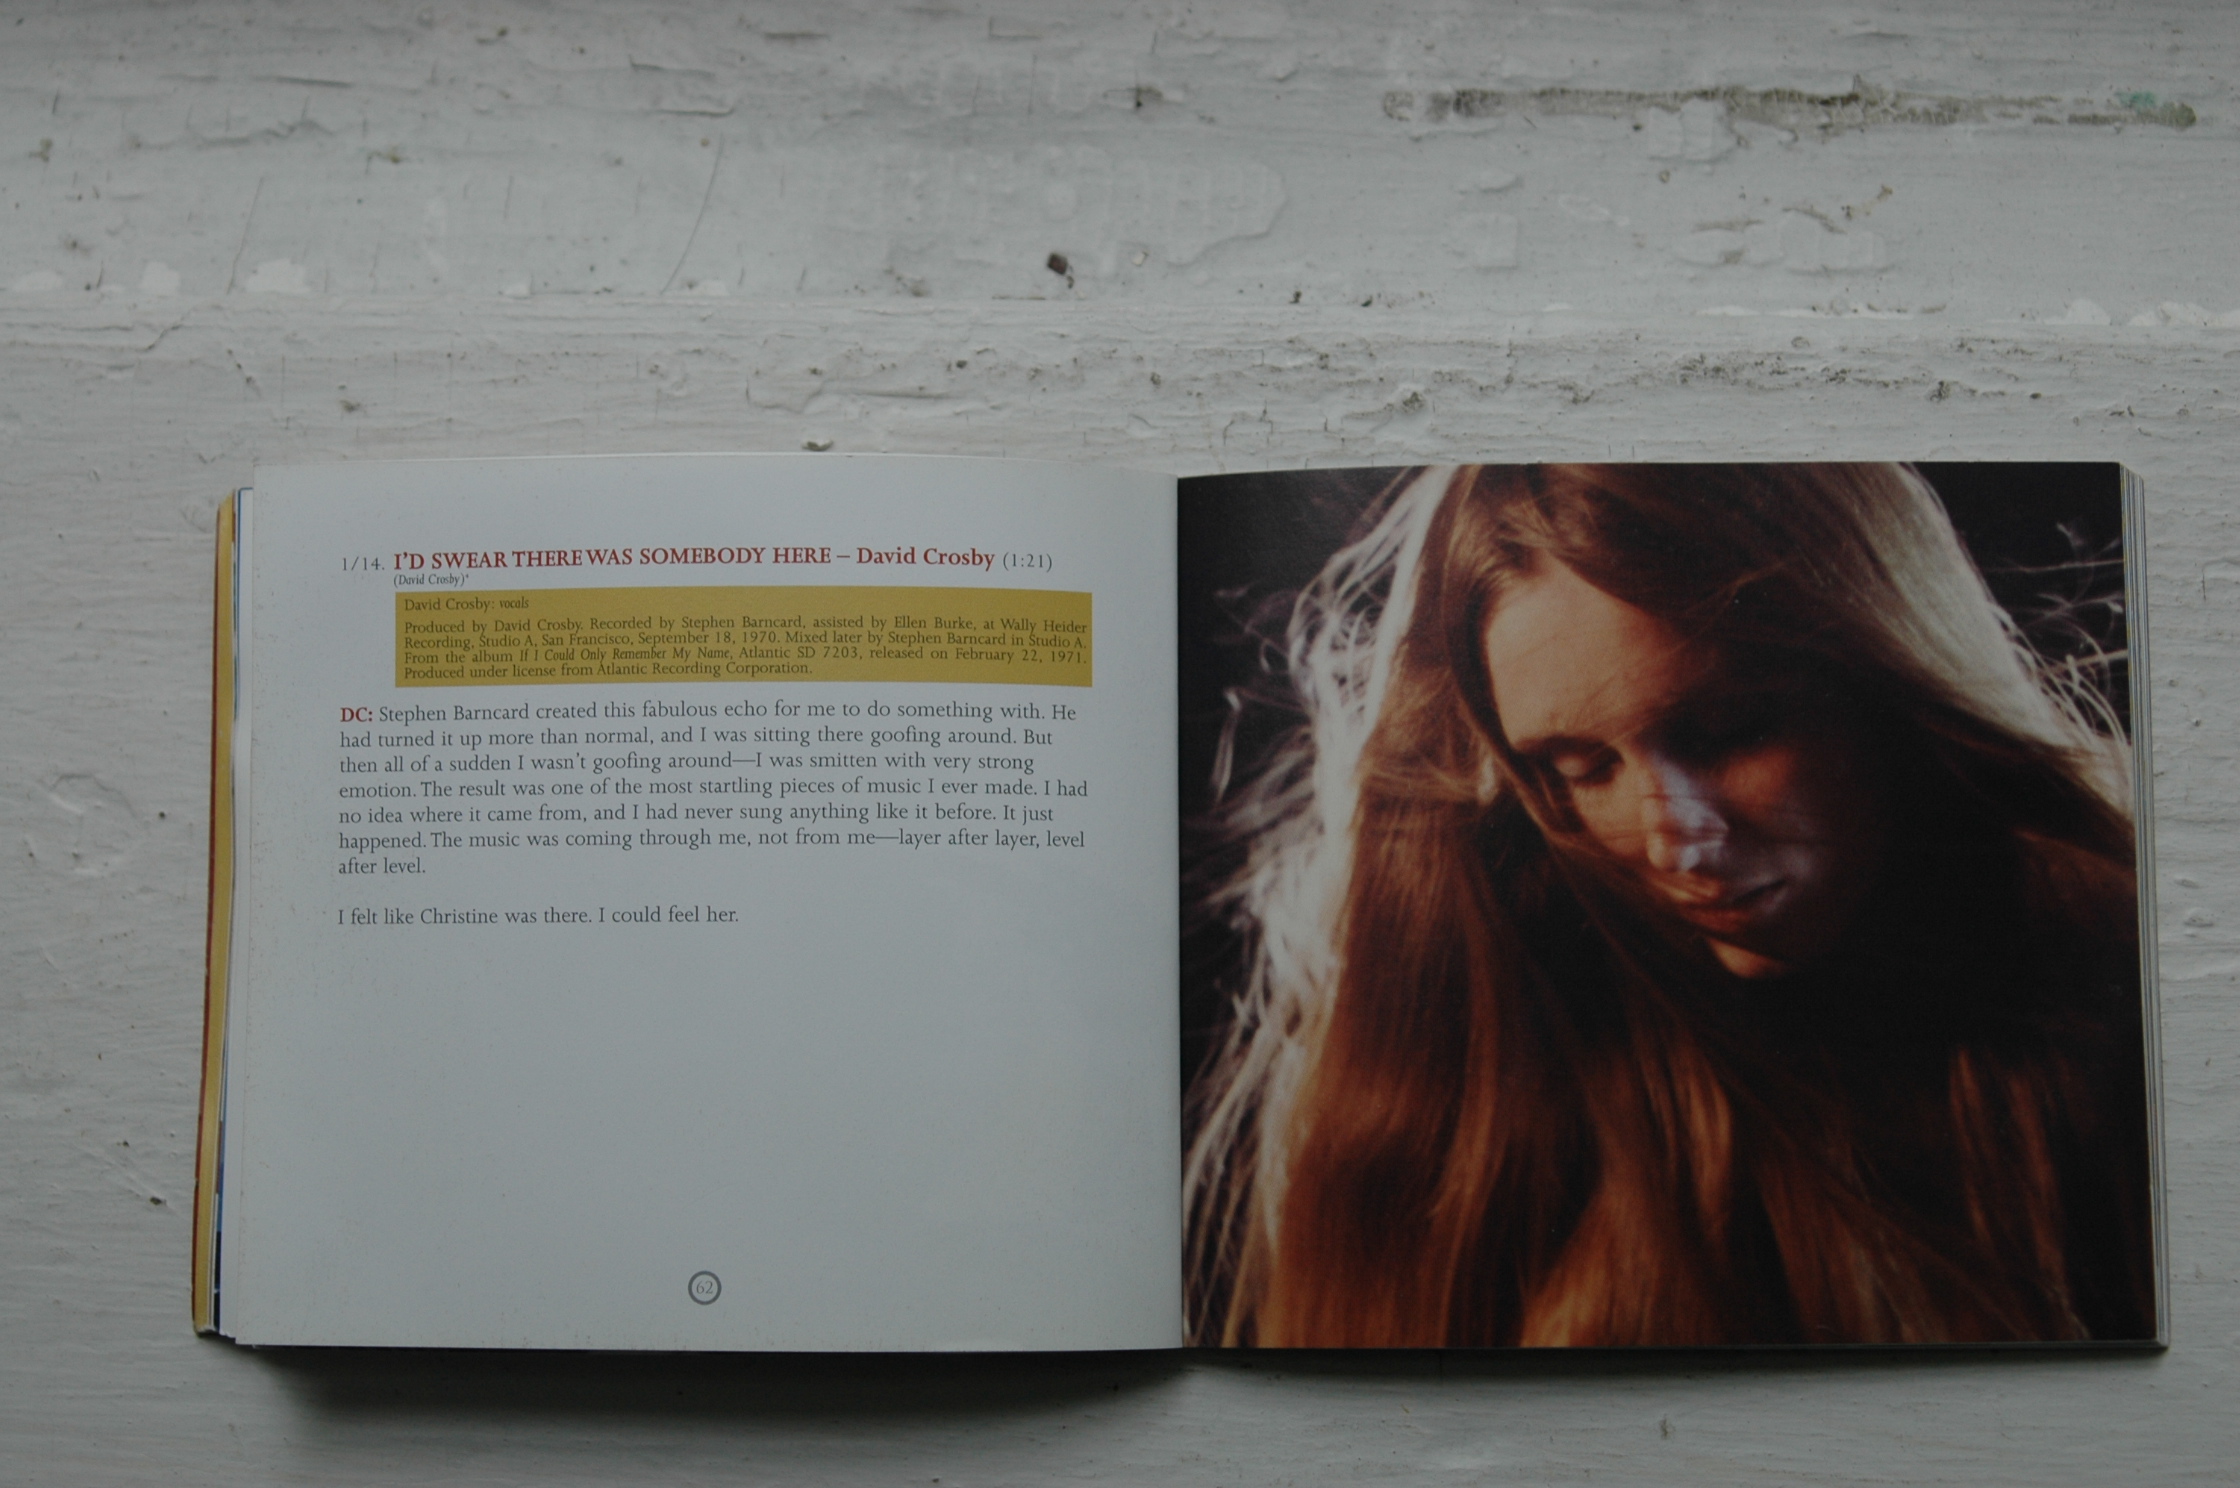 1/14. I'D SWEAR THERE WAS SOMEBODY HERE – David Crosby (1:21)
(David Crosby)*
David Crosby: vocals
Produced by David Crosby. Recorded by Stephen Barncard, assisted by Ellen Burke, at Wally Heider
Recording, Studio A, San Francisco, September 18, 1970. Mixed later by Stephen Barncard in Studio A.
From the album If I Could Only Remember My Name, Atlantic SD 7203, released on February 22, 1971.
Produced under license from Atlantic Recording Corporation.
DC: Stephen Barncard created this fabulous echo for me to do something with. He
had turned it up more than normal, and I was sitting there goofing around. But
then all of a sudden I wasn't goofing around—I was smitten with very strong
emotion. The result was one of the most startling pieces of music I ever made. I had
no idea where it came from, and I had never sung anything like it before. It just
happened. The music was coming through me, not from me—layer after layer, level
after level.
I felt like Christine was there. I could feel her.
62